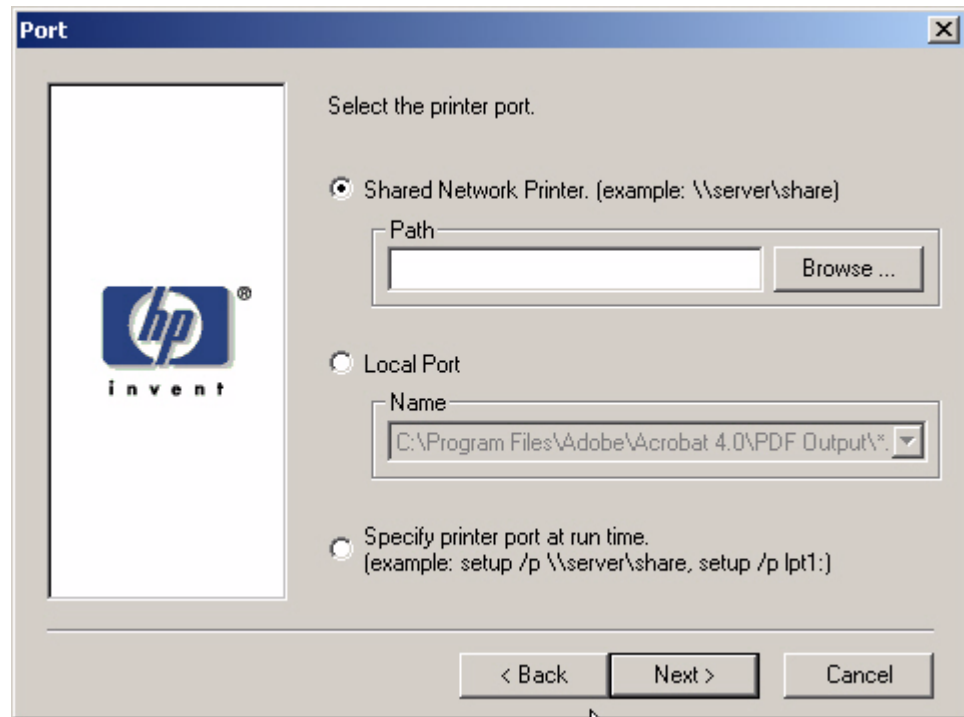 Port
Select the printer port.
Shared Network Printer. (example: \\server\share)
Path
Browse ...
hp
®
invent
Local Port
Name
C:\Program Files\Adobe\Acrobat 4.0\PDF Output\*.
Specify printer port at run time.
(example: setup /p \\server\share, setup /p lpt1:)
< Back
Next >
Cancel